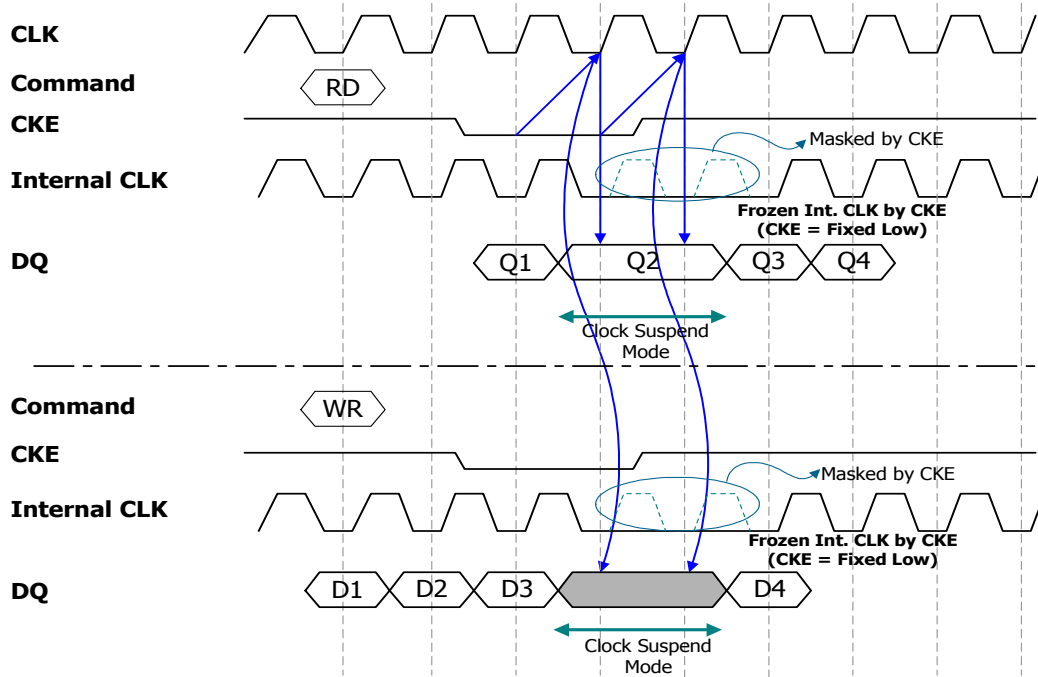 CLK
Command
RD
CKE
Masked by CKE
Internal CLK
Frozen Int. CLK by CKE
(CKE = Fixed Low)
DQ
Q1
Q2
Q3
Q4
Clock Suspend
Mode
Command
WR
CKE
Masked by CKE
Internal CLK
Frozen Int. CLK by CKE
(CKE = Fixed Low)
DQ
D1
D2
D3
D4
Clock Suspend
Mode